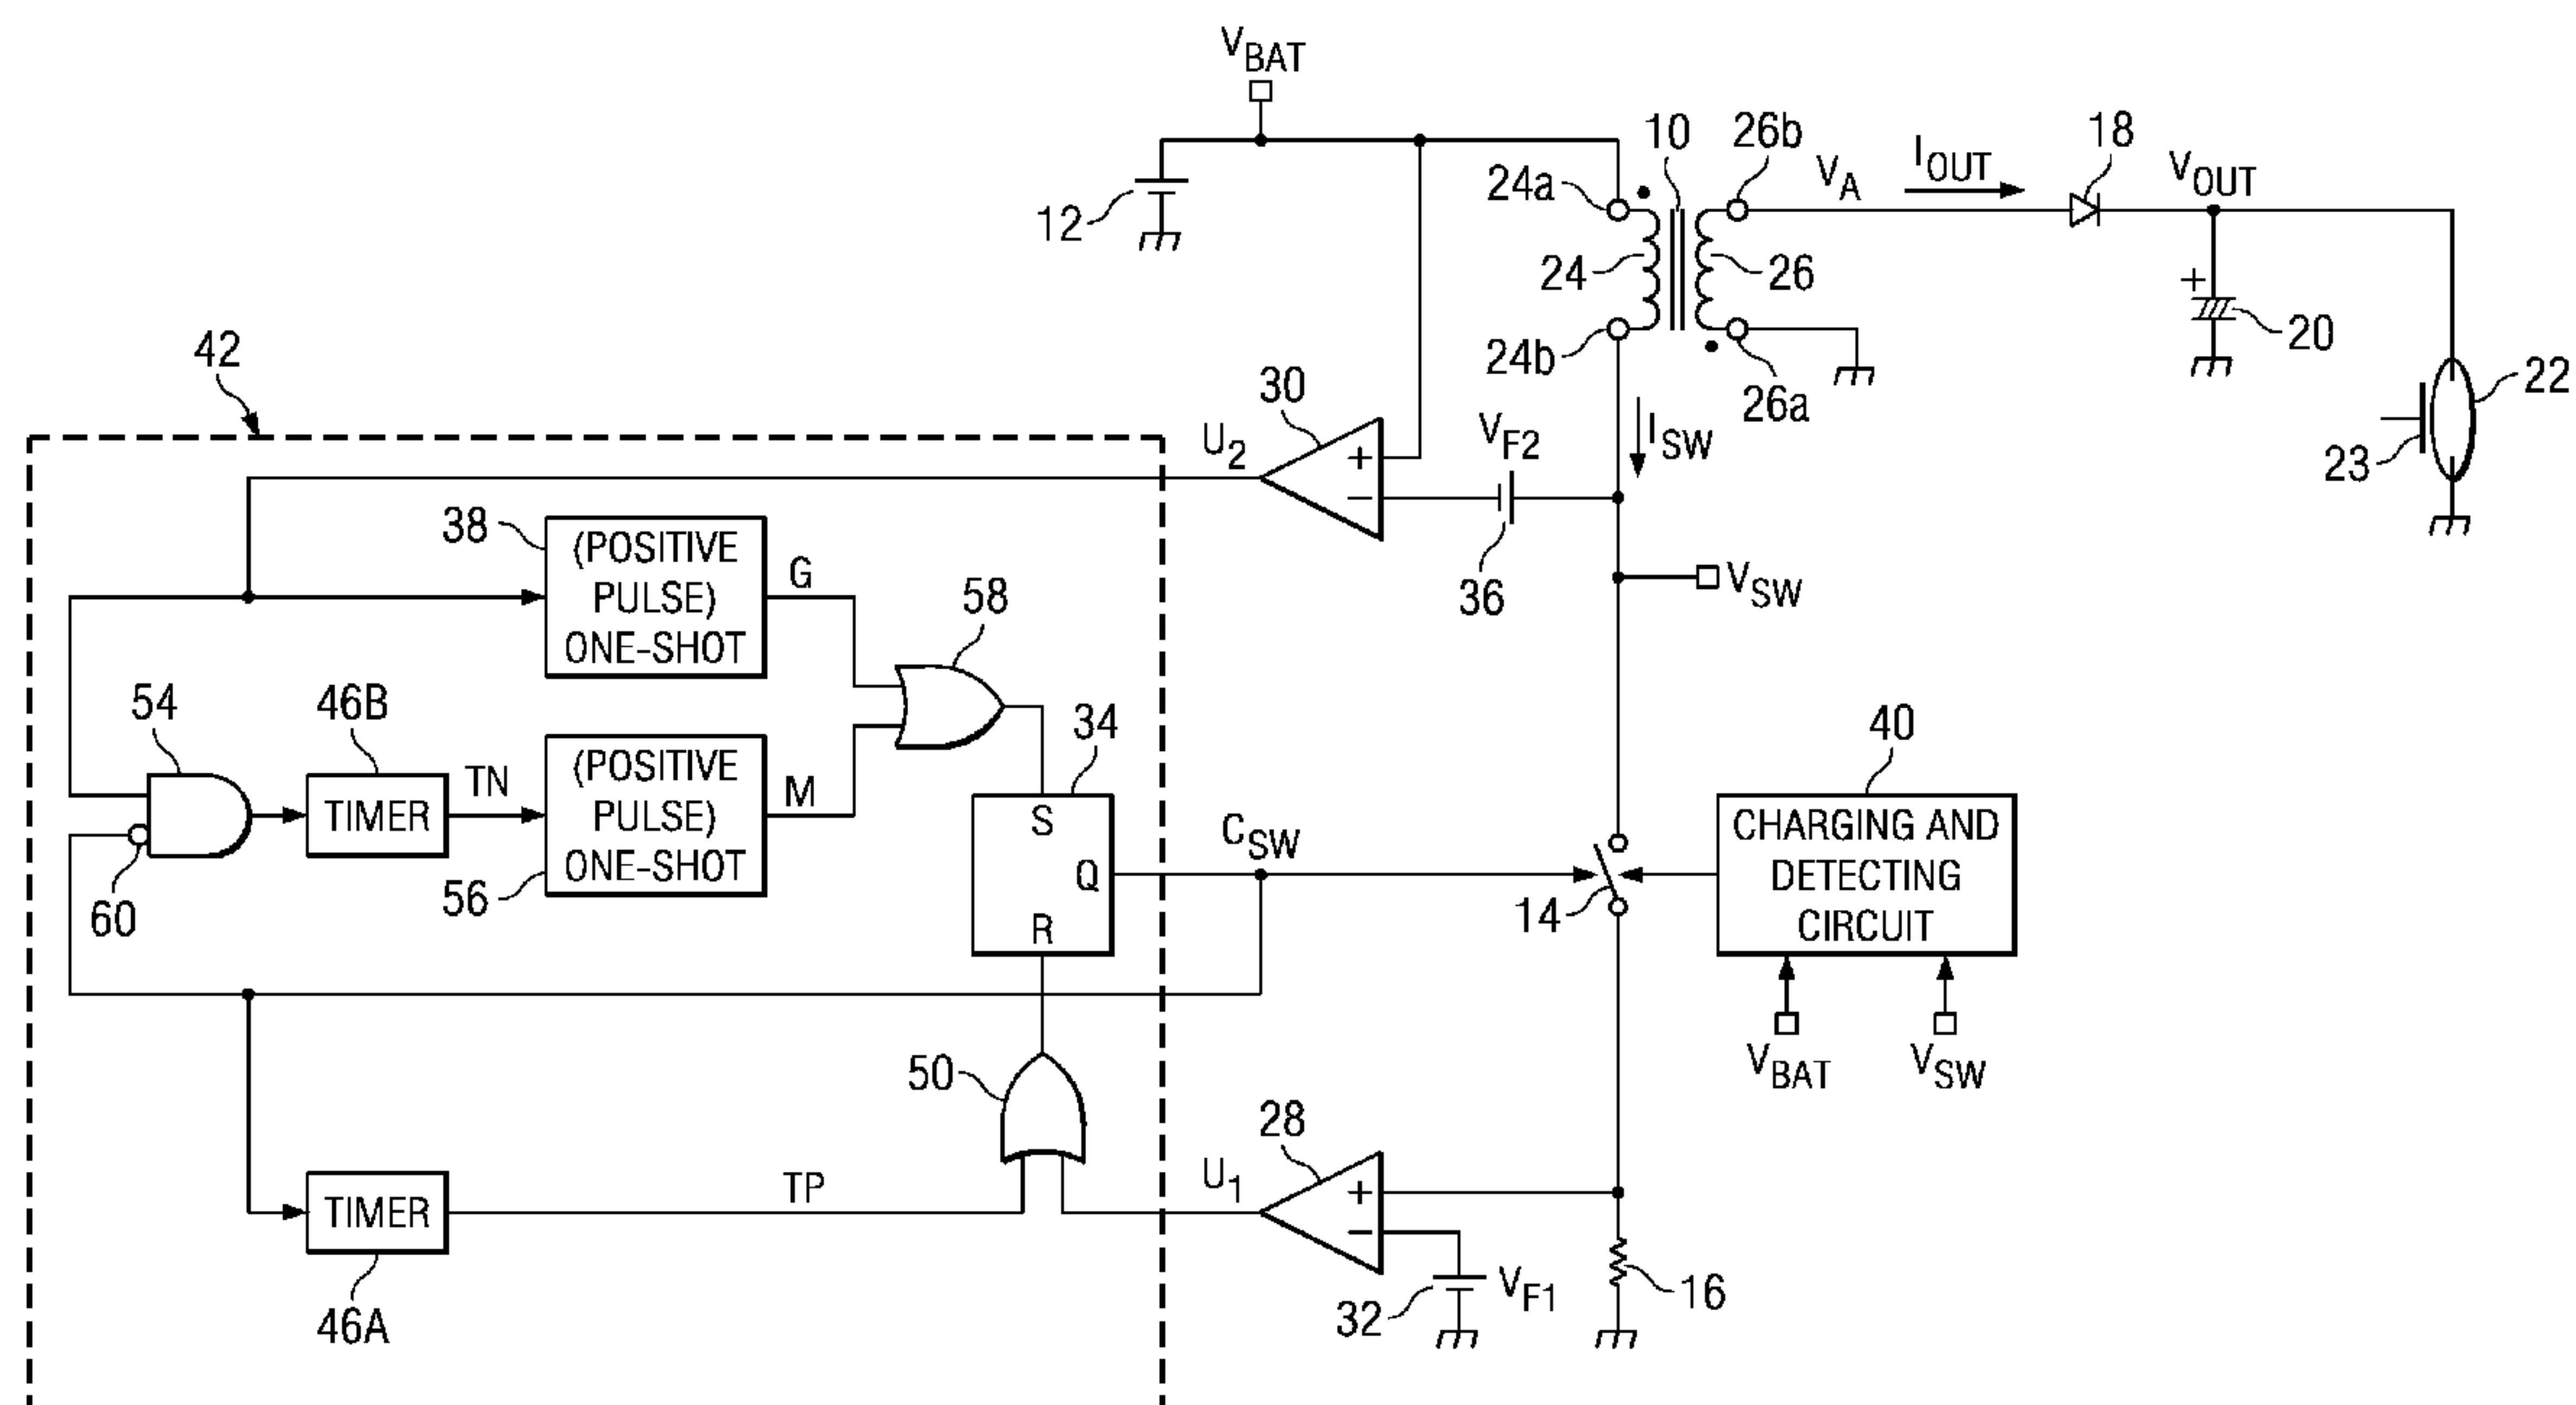 VBAT
10
26b
18
24a
VA
IOUT
VOUT
12
24
26
20
42
24b
30
26a
22
U2
VF2
ISW
23
+
−
38
(POSITIVE
PULSE)
ONE-SHOT
G
58
36
VSW
54
46B
34
40
TIMER
TN
(POSITIVE
PULSE)
ONE-SHOT
M
S
Q
R
CSW
CHARGING AND
DETECTING
CIRCUIT
60
56
14
50
28
VBAT
VSW
TIMER
TP
U1
+
−
46A
32
VF1
16
+